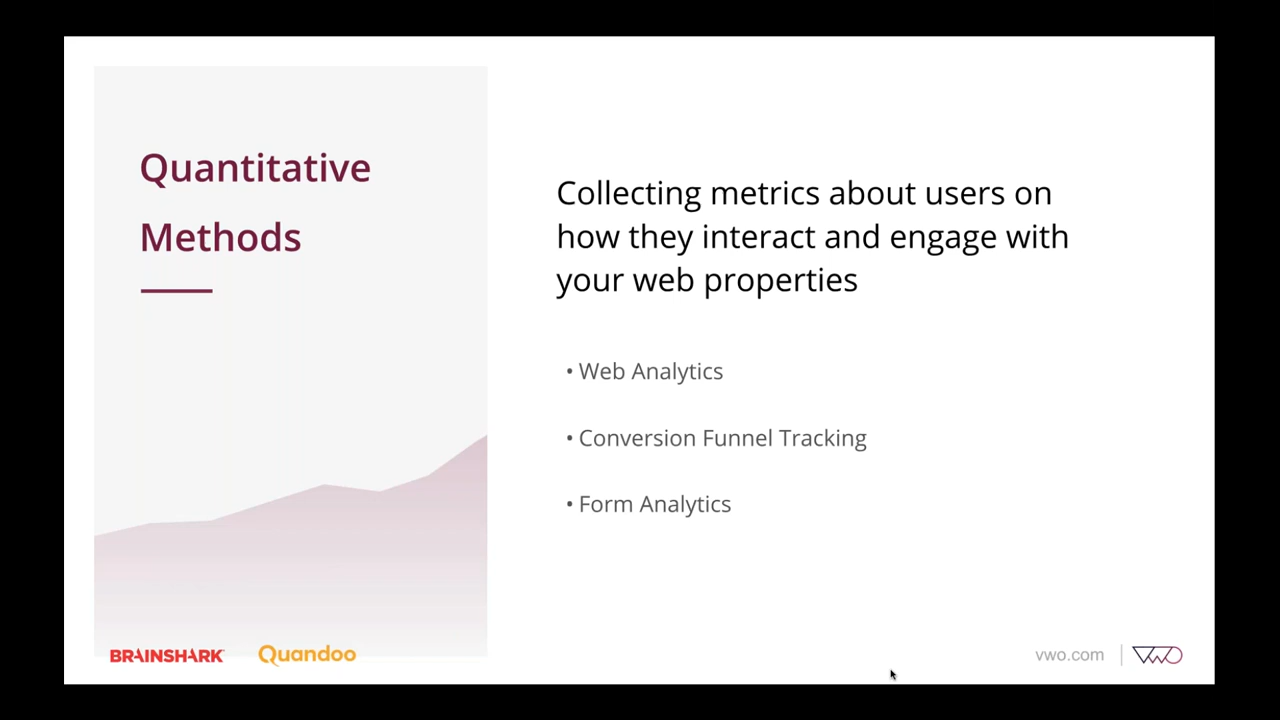 Quantitative
Methods
Collecting metrics about users on
how they interact and engage with
your web properties
• Web Analytics
• Conversion Funnel Tracking
• Form Analytics
BRAINSHARK
Quandoo
vwo.com
VWO